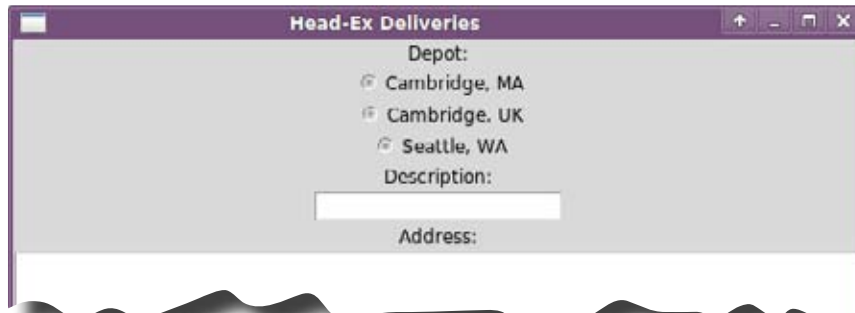 Head-Ex Deliveries
Depot:
Cambridge, MA
Cambridge, UK
Seattle, WA
Description:
Address: